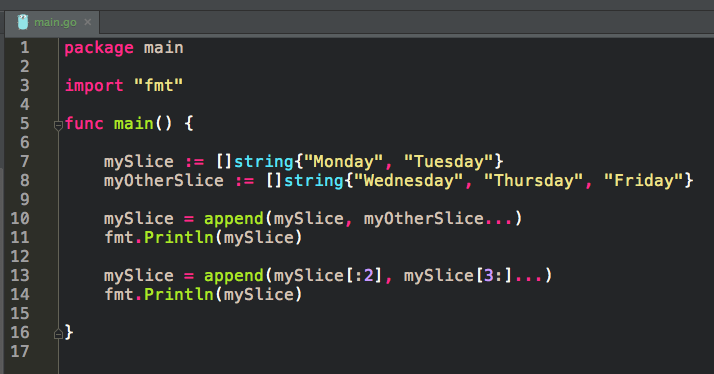 main.go ×
1 package main
2
3 import "fmt"
4
5 func main() {
6
7     mySlice := []string{"Monday", "Tuesday"}
8     myOtherSlice := []string{"Wednesday", "Thursday", "Friday"}
9
10     mySlice = append(mySlice, myOtherSlice...)
11     fmt.Println(mySlice)
12
13     mySlice = append(mySlice[:2], mySlice[3:]...)
14     fmt.Println(mySlice)
15
16 }
17